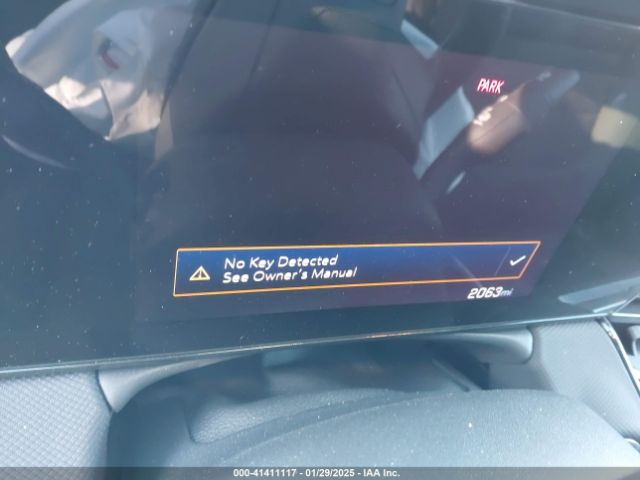 PARK
No Key Detected
See Owner's Manual
2063mi
000-41411117 • 01/29/2025 • IAA Inc.